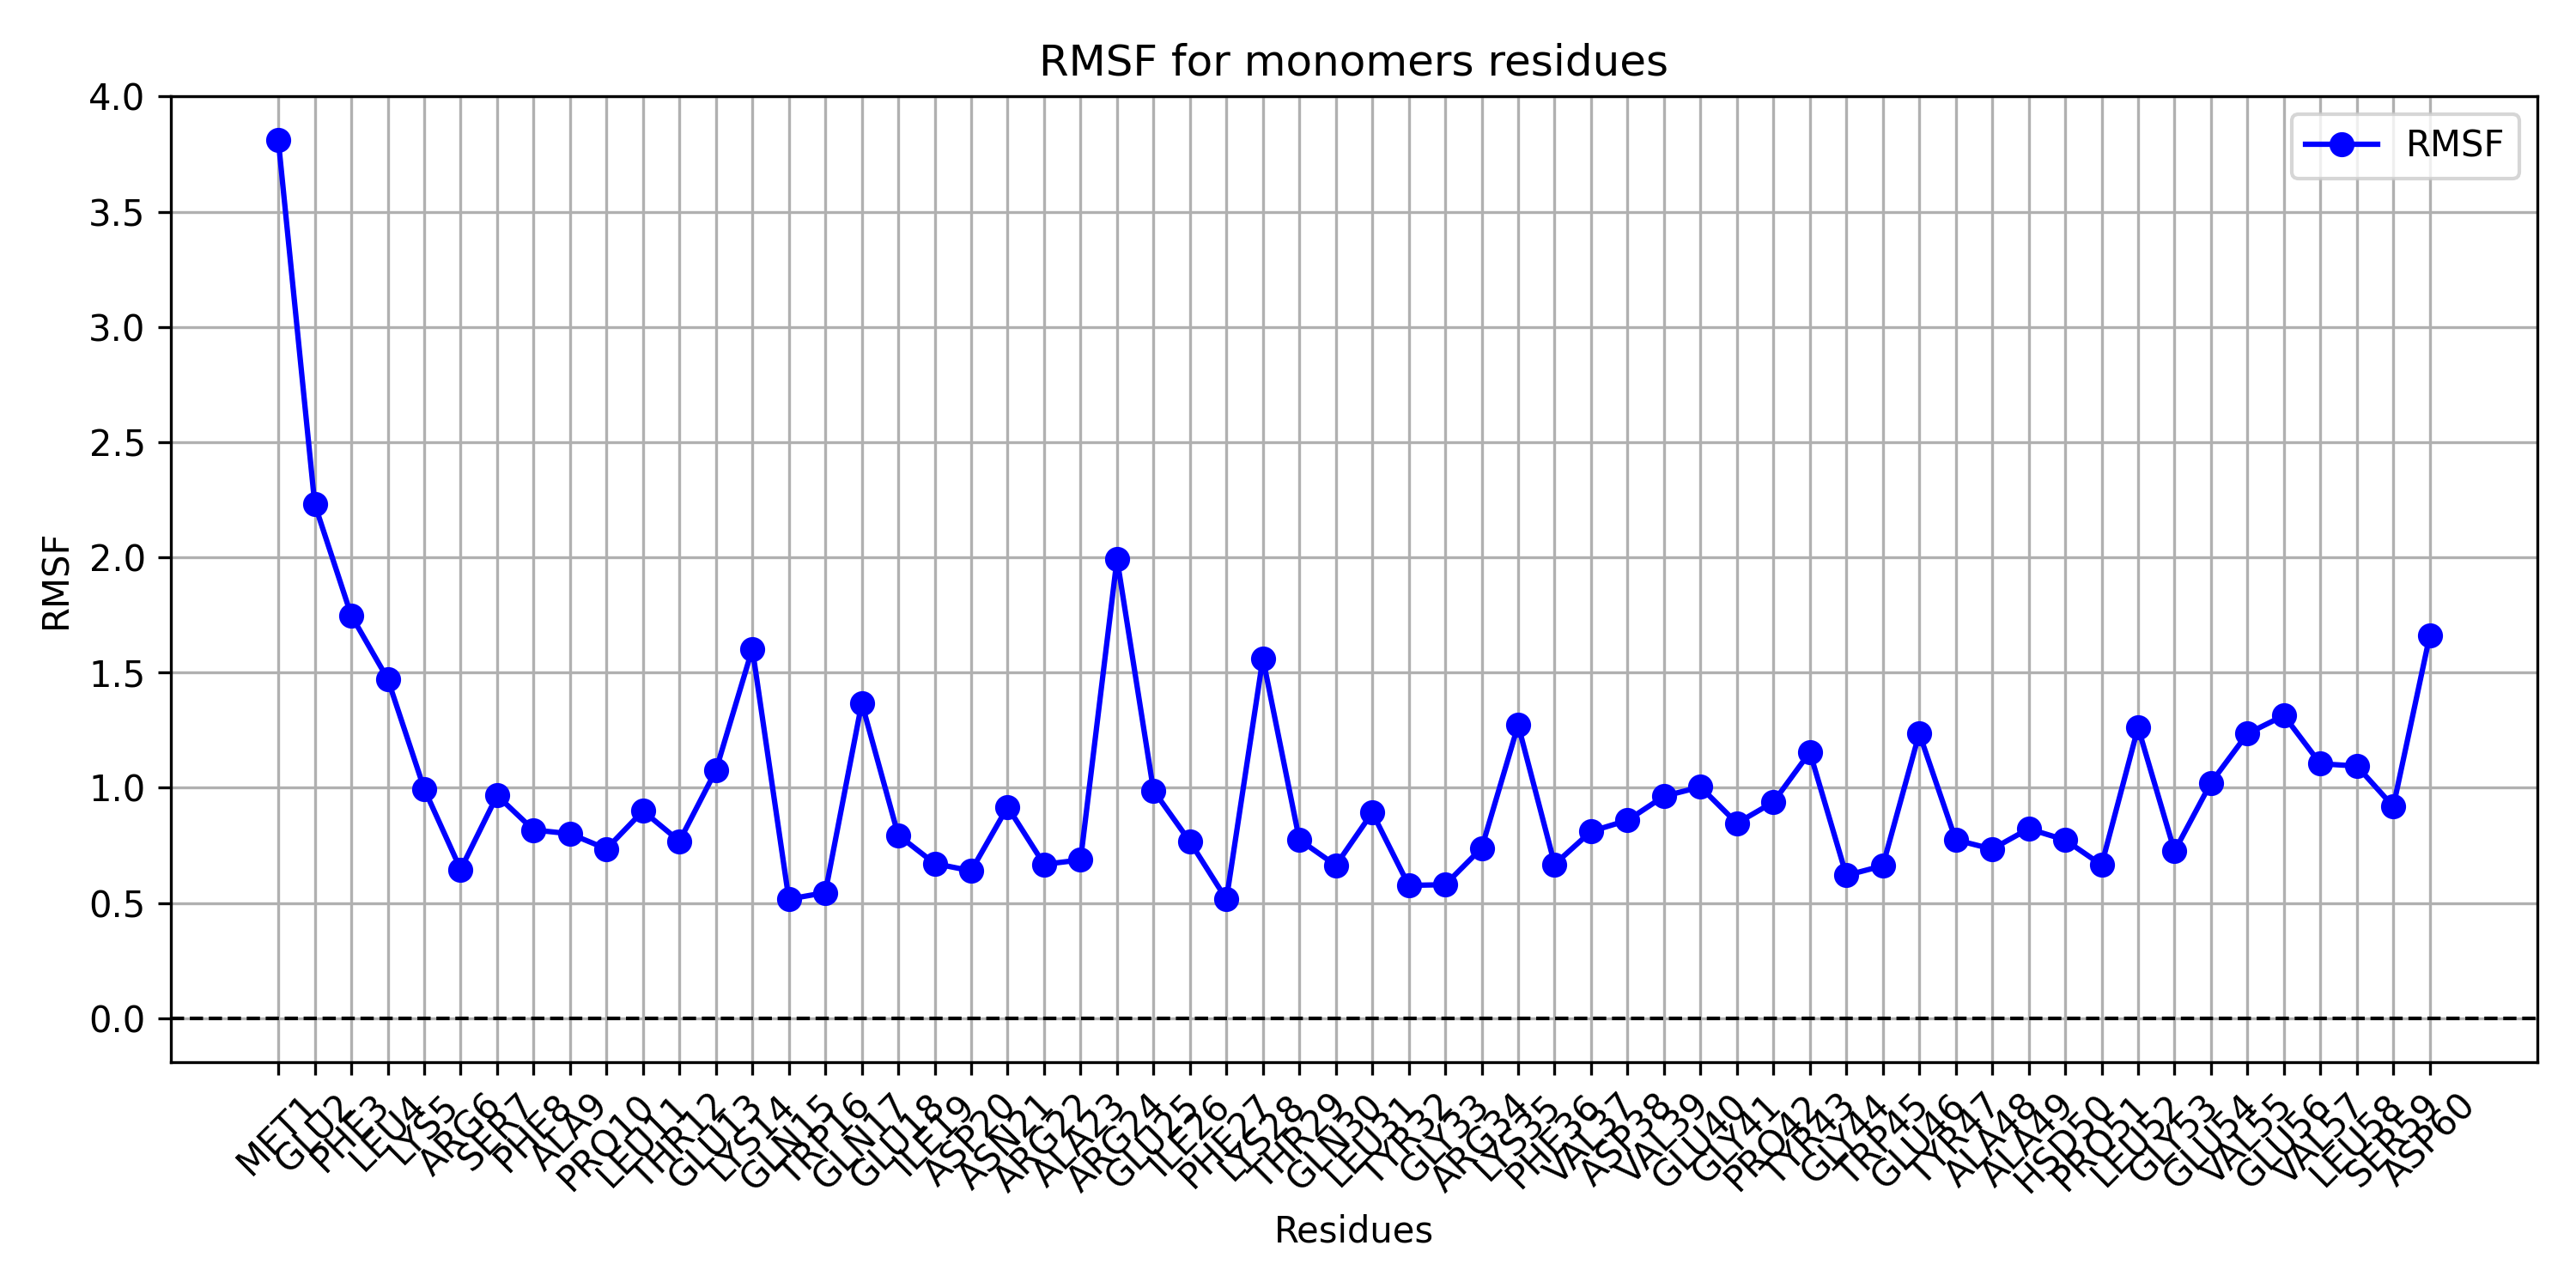 RMSF for monomers residues
4.0
3.5
3.0
2.5
2.0
1.5
1.0
0.5
0.0
RMSF
RMSF
MET1
GLU2
PHE3
LEU4
LYS5
ARG6
SER7
PHE8
ALA9
PRO10
LEU11
THR12
GLU13
LYS14
GLN15
TRP16
GLN17
GLU18
ILE19
ASP20
ASN21
ARG22
ALA23
ARG24
GLU25
ILE26
PHE27
LYS28
THR29
GLN30
LEU31
TYR32
GLY33
ARG34
LYS35
PHE36
VAL37
ASP38
VAL39
GLU40
GLY41
PRO42
TYR43
GLY44
TRP45
GLU46
TYR47
ALA48
ALA49
HSD50
PRO51
LEU52
GLY53
GLU54
VAL55
GLU56
VAL57
LEU58
SER59
ASP60
Residues